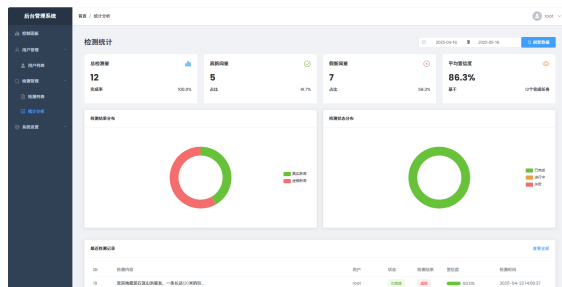 后台管理系统
首页 / 统计分析
root
控制面板
用户管理
用户列表
检测管理
检测列表
统计分析
系统设置
检测统计
2025-04-16 至 2025-05-16
刷新数据
总检测量
12
完成率 100.0%
真新闻量
5
占比 41.7%
假新闻量
7
占比 58.3%
平均置信度
86.3%
基于 12个完成任务
检测结果分布
真实新闻
虚假新闻
检测状态分布
已完成
进行中
失败
最近检测记录
查看全部
ID 检测内容 用户 状态 检测结果 置信度 检测时间
root 已完成 虚假
2025-04-23 14:09:37